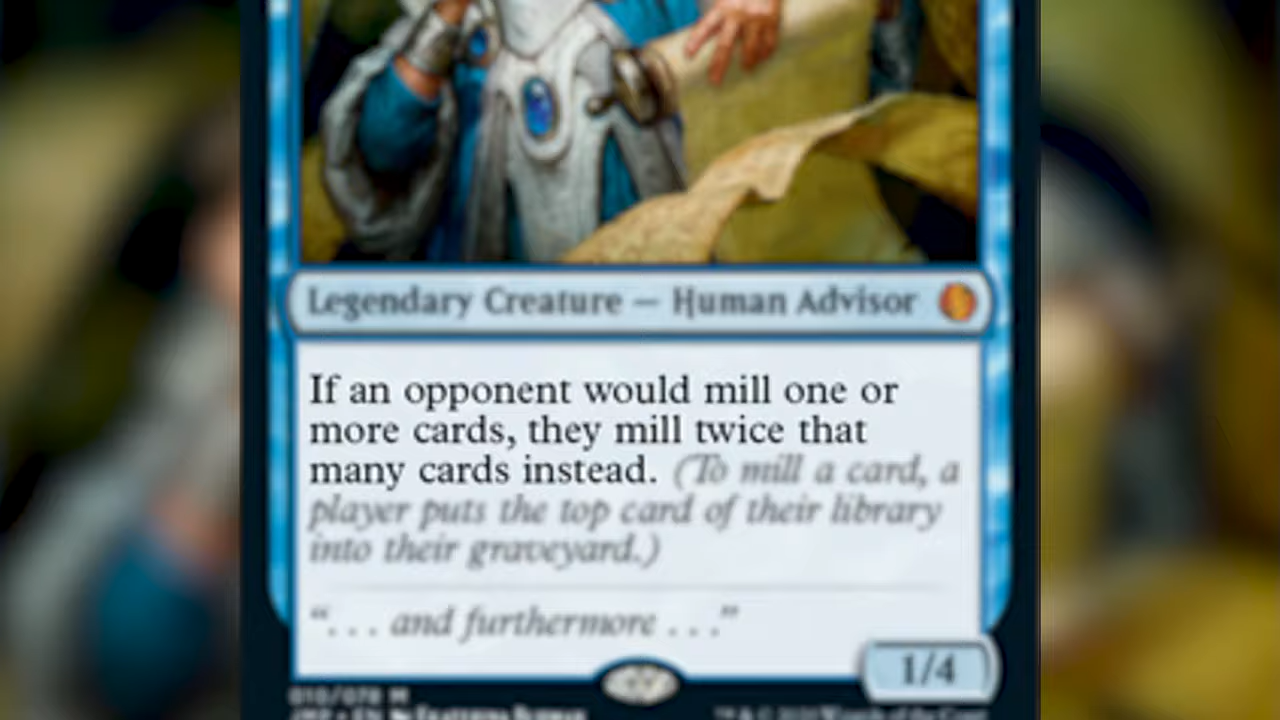 Legendary Creature — Human Advisor
If an opponent would mill one or
more cards, they mill twice that
many cards instead. (To mill a card, a
player puts the top card of their library
into their graveyard.)
“. . . and furthermore . . .”
1/4
010/078 M